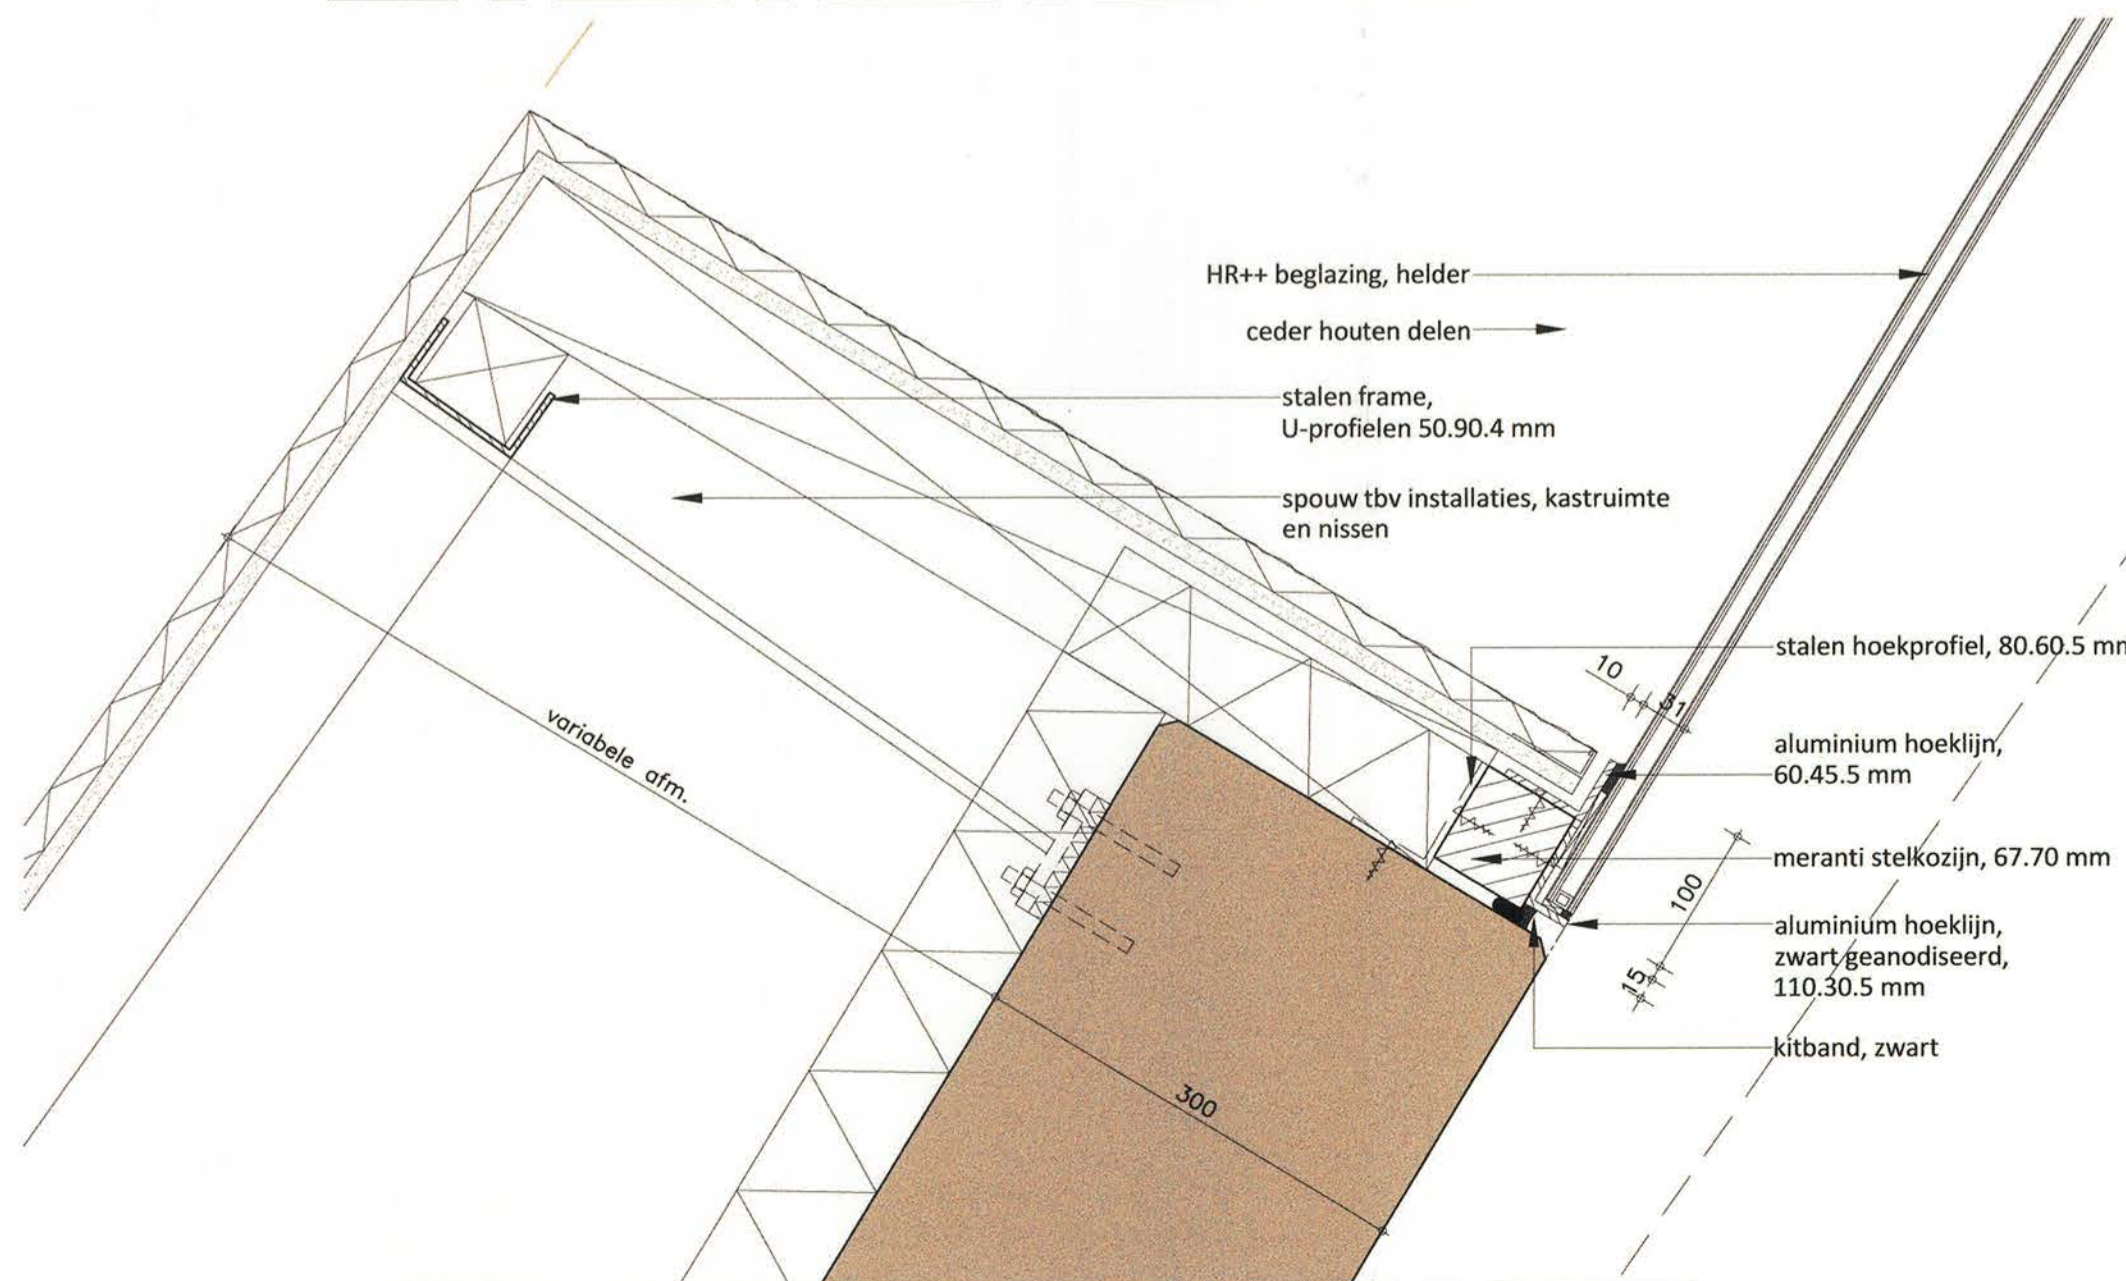 HR++ beglazing, helder
ceder houten delen
stalen frame,
U-profielen 50.90.4 mm
spouw tbv installaties, kastruimte
en nissen
stalen hoekprofiel, 80.60.5 mm
10
31
aluminium hoeklijn,
60.45.5 mm
variabele afm.
meranti stelkozijn, 67.70 mm
100
aluminium hoeklijn,
zwart geanodiseerd,
110.30.5 mm
15
kitband, zwart
300